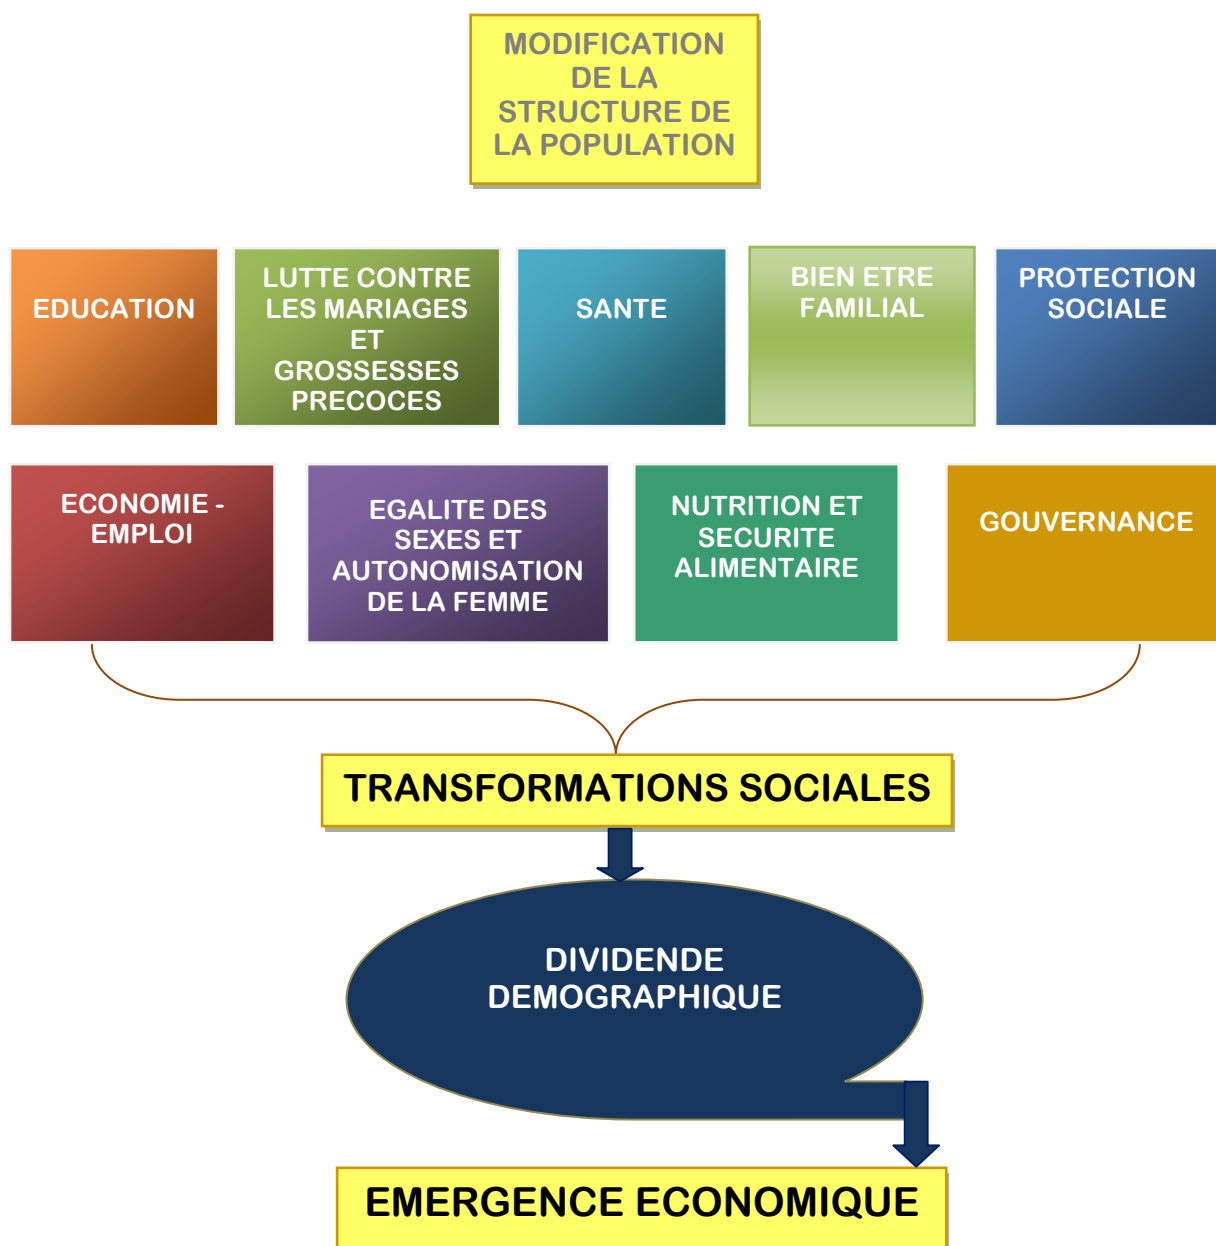 MODIFICATION
DE LA
STRUCTURE DE
LA POPULATION
EDUCATION
LUTTE CONTRE
LES MARIAGES
ET
GROSSESSES
PRECOCES
SANTE
BIEN ETRE
FAMILIAL
PROTECTION
SOCIALE
ECONOMIE -
EMPLOI
EGALITE DES
SEXES ET
AUTONOMISATION
DE LA FEMME
NUTRITION ET
SECURITE
ALIMENTAIRE
GOUVERNANCE
TRANSFORMATIONS SOCIALES
DIVIDENDE
DEMOGRAPHIQUE
EMERGENCE ECONOMIQUE